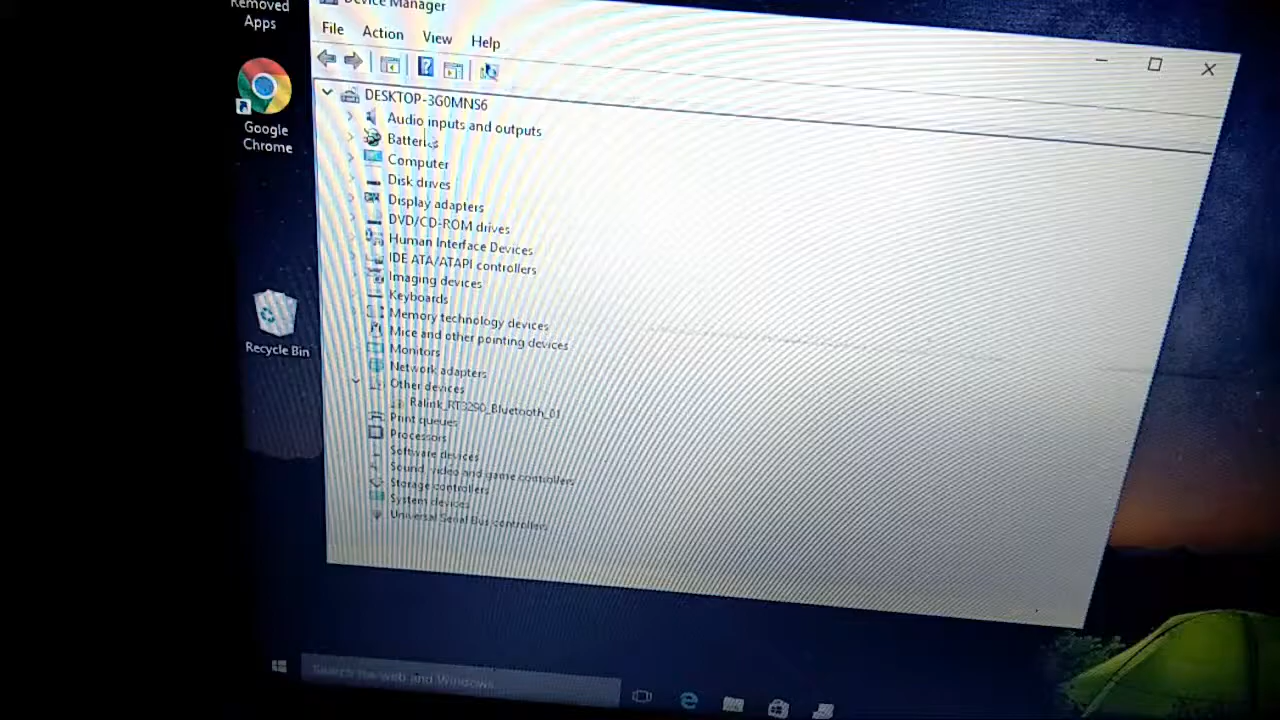 Removed
Apps
Device Manager
File Action View Help
Google
Chrome
DESKTOP-3G0MNS6
Audio inputs and outputs
Batteries
Computer
Disk drives
Display adapters
DVD/CD-ROM drives
Human Interface Devices
IDE ATA/ATAPI controllers
Imaging devices
Keyboards
Memory technology devices
Mice and other pointing devices
Monitors
Network adapters
Other devices
Ralink_RT3290_Bluetooth_01
Print queues
Processors
Software devices
Sound, video and game controllers
Storage controllers
System devices
Universal Serial Bus controllers
Recycle Bin
Search the web and Windows